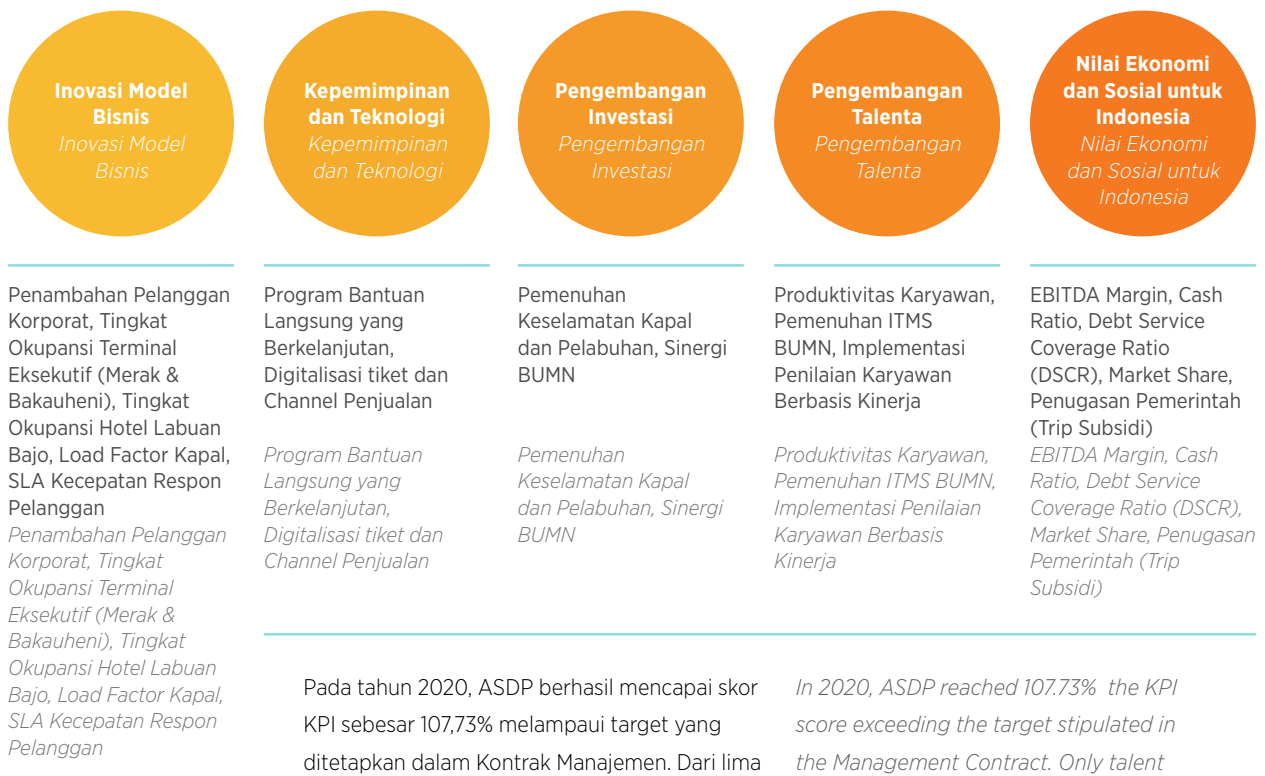 Inovasi Model
Bisnis
Inovasi Model
Bisnis
Kepemimpinan
dan Teknologi
Kepemimpinan
dan Teknologi
Pengembangan
Investasi
Pengembangan
Investasi
Pengembangan
Talenta
Pengembangan
Talenta
Nilai Ekonomi
dan Sosial untuk
Indonesia
Nilai Ekonomi
dan Sosial untuk
Indonesia
Penambahan Pelanggan
Korporat, Tingkat
Okupansi Terminal
Eksekutif (Merak &
Bakauheni), Tingkat
Okupansi Hotel Labuan
Bajo, Load Factor Kapal,
SLA Kecepatan Respon
Pelanggan
Penambahan Pelanggan
Korporat, Tingkat
Okupansi Terminal
Eksekutif (Merak &
Bakauheni), Tingkat
Okupansi Hotel Labuan
Bajo, Load Factor Kapal,
SLA Kecepatan Respon
Pelanggan
Program Bantuan
Langsung yang
Berkelanjutan,
Digitalisasi tiket dan
Channel Penjualan
Program Bantuan
Langsung yang
Berkelanjutan,
Digitalisasi tiket dan
Channel Penjualan
Pemenuhan
Keselamatan Kapal
dan Pelabuhan, Sinergi
BUMN
Pemenuhan
Keselamatan Kapal
dan Pelabuhan, Sinergi
BUMN
Produktivitas Karyawan,
Pemenuhan ITMS
BUMN, Implementasi
Penilaian Karyawan
Berbasis Kinerja
Produktivitas Karyawan,
Pemenuhan ITMS BUMN,
Implementasi Penilaian
Karyawan Berbasis
Kinerja
EBITDA Margin, Cash
Ratio, Debt Service
Coverage Ratio
(DSCR), Market Share,
Penugasan Pemerintah
(Trip Subsidi)
EBITDA Margin, Cash
Ratio, Debt Service
Coverage Ratio (DSCR),
Market Share, Penugasan
Pemerintah (Trip
Subsidi)
Pada tahun 2020, ASDP berhasil mencapai skor
KPI sebesar 107,73% melampaui target yang
ditetapkan dalam Kontrak Manajemen. Dari lima
In 2020, ASDP reached 107.73% the KPI
score exceeding the target stipulated in
the Management Contract. Only talent